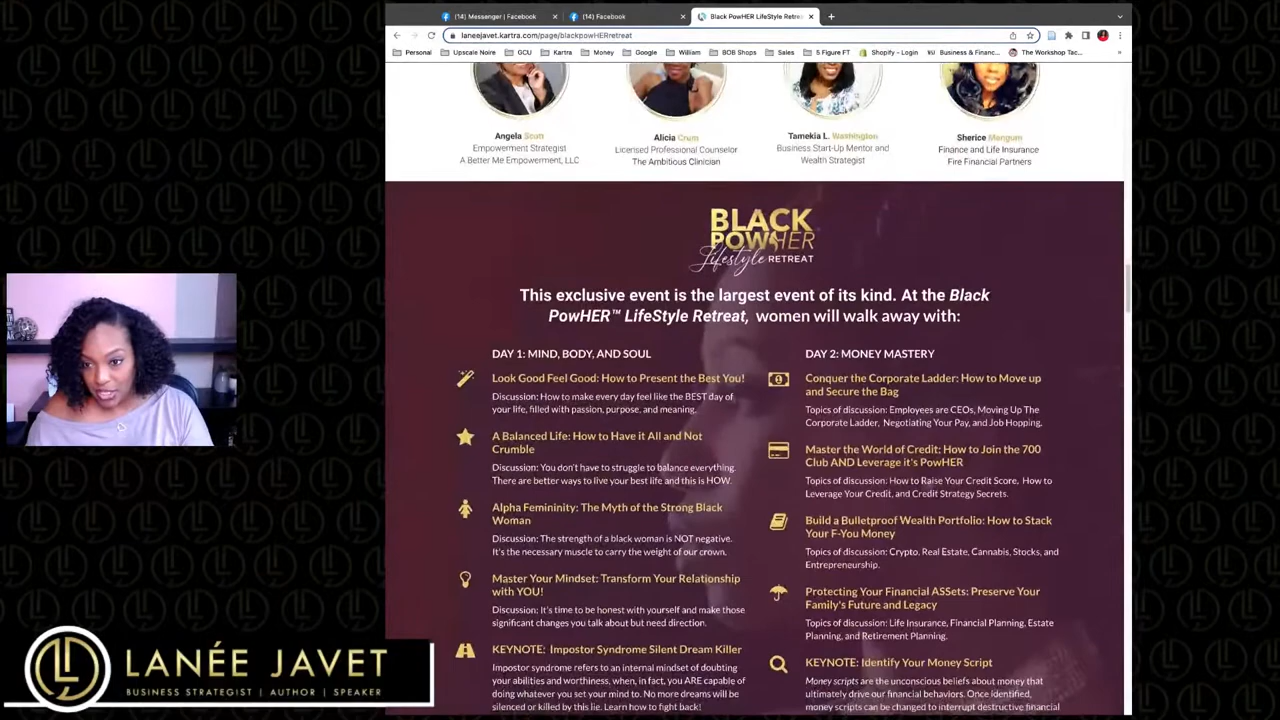 (14) Messenger | Facebook
(14) Facebook
Black PowHER LifeStyle Retre
laneejavet.kartra.com/page/blackpowHERretreat
Personal
Upscale Noire
GCU
Kartra
Money
Google
William
BOB Shops
Sales
5 Figure FT
Shopify - Login
Business & Financ...
The Workshop Tac...
Angela Scott
Empowerment Strategist
A Better Me Empowerment, LLC
Alicia Crum
Licensed Professional Counselor
The Ambitious Clinician
Tamekia L. Washington
Business Start-Up Mentor and
Wealth Strategist
Sherice Mangum
Finance and Life Insurance
Fire Financial Partners
BLACK
POWHER
Lifestyle RETREAT
This exclusive event is the largest event of its kind. At the Black
PowHER™ LifeStyle Retreat, women will walk away with:
DAY 1: MIND, BODY, AND SOUL
Look Good Feel Good: How to Present the Best You!
Discussion: How to make every day feel like the BEST day of
your life, filled with passion, purpose, and meaning.
A Balanced Life: How to Have it All and Not
Crumble
Discussion: You don't have to struggle to balance everything.
There are better ways to live your best life and this is HOW.
Alpha Femininity: The Myth of the Strong Black
Woman
Discussion: The strength of a black woman is NOT negative.
It's the necessary muscle to carry the weight of our crown.
Master Your Mindset: Transform Your Relationship
with YOU!
Discussion: It's time to be honest with yourself and make those
significant changes you talk about but need direction.
KEYNOTE: Impostor Syndrome Silent Dream Killer
Impostor syndrome refers to an internal mindset of doubting
your abilities and worthiness, when, in fact, you ARE capable of
doing whatever you set your mind to. No more dreams will be
silenced or killed by this lie. Learn how to fight back!
DAY 2: MONEY MASTERY
Conquer the Corporate Ladder: How to Move up
and Secure the Bag
Topics of discussion: Employees are CEOs, Moving Up The
Corporate Ladder, Negotiating Your Pay, and Job Hopping.
Master the World of Credit: How to Join the 700
Club AND Leverage it's PowHER
Topics of discussion: How to Raise Your Credit Score, How to
Leverage Your Credit, and Credit Strategy Secrets.
Build a Bulletproof Wealth Portfolio: How to Stack
Your F-You Money
Topics of discussion: Crypto, Real Estate, Cannabis, Stocks, and
Entrepreneurship.
Protecting Your Financial ASSets: Preserve Your
Family's Future and Legacy
Topics of discussion: Life Insurance, Financial Planning, Estate
Planning, and Retirement Planning.
KEYNOTE: Identify Your Money Script
Money scripts are the unconscious beliefs about money that
ultimately drive our financial behaviors. Once identified,
money scripts can be changed to interrupt destructive financial
LANÉE JAVET
BUSINESS STRATEGIST | AUTHOR | SPEAKER